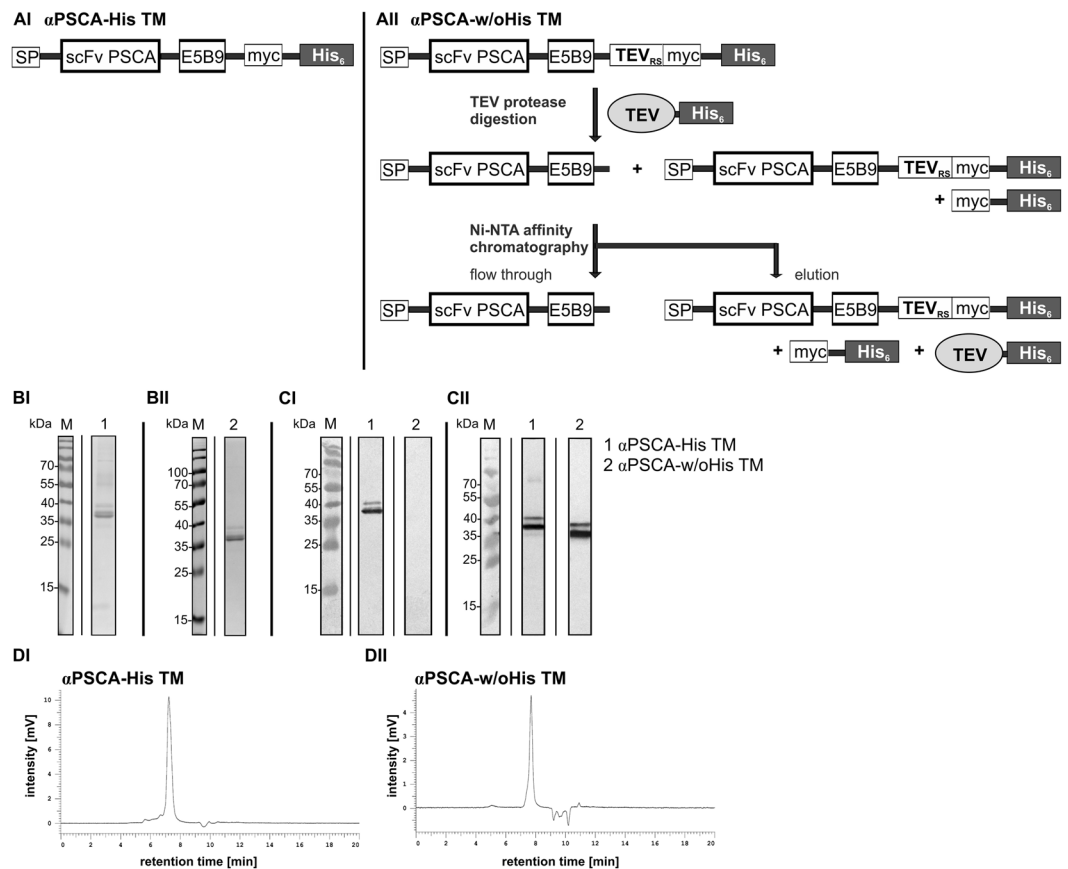 AI αPSCA-His TM
SP scFv PSCA E5B9 myc His6
AII αPSCA-w/oHis TM
SP scFv PSCA E5B9 TEVRS myc His6
TEV protease
digestion
TEV His6
SP scFv PSCA E5B9 + SP scFv PSCA E5B9 TEVRS myc His6
+ myc His6
Ni-NTA affinity
chromatography
flow through elution
SP scFv PSCA E5B9 SP scFv PSCA E5B9 TEVRS myc His6
+ myc His6 + TEV His6
BI
kDa M 1
70
55
40
35
25
15
BII
kDa M 2
100
70
55
40
35
25
15
CI
kDa M 1 2
70
55
40
35
25
15
CII
kDa M 1 2
70
55
40
35
25
15
1 αPSCA-His TM
2 αPSCA-w/oHis TM
DI
αPSCA-His TM
intensity [mV]
10
8
6
4
2
0
0 2 4 6 8 10 12 14 16 18 20
retention time [min]
DII
αPSCA-w/oHis TM
intensity [mV]
4
3
2
1
0
0 2 4 6 8 10 12 14 16 18 20
retention time [min]